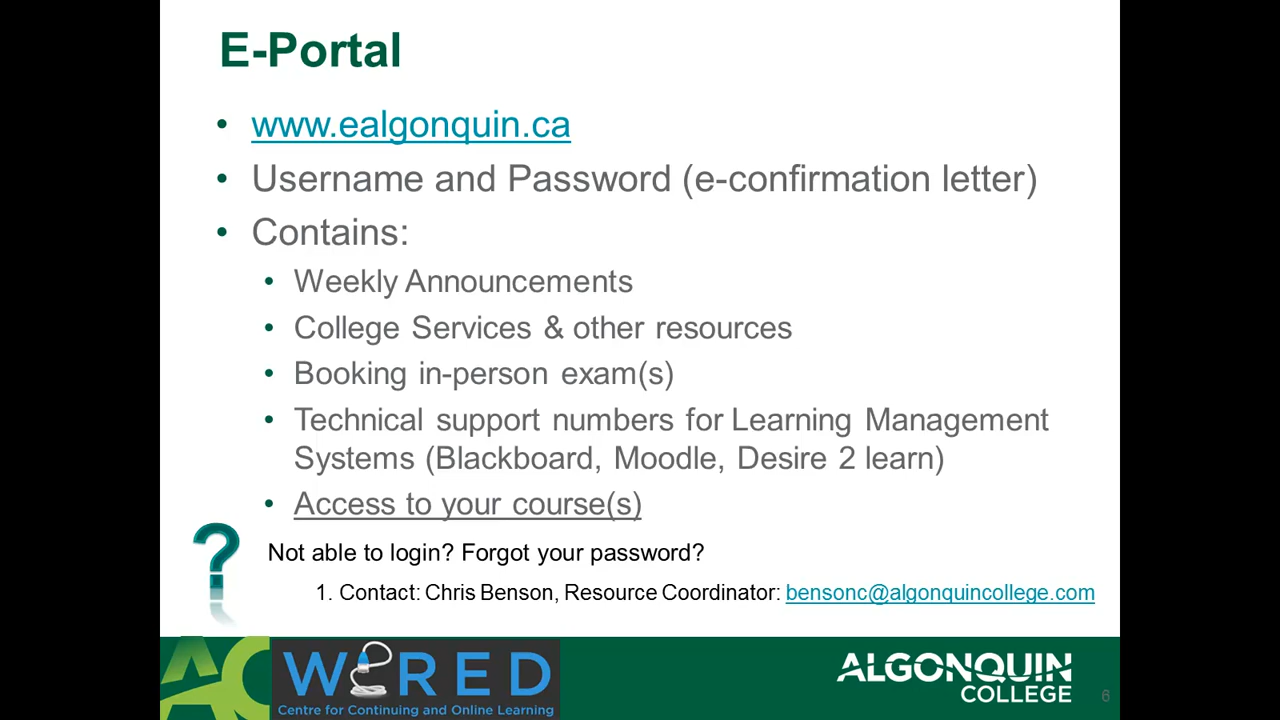 E-Portal
• www.ealgonquin.ca
• Username and Password (e-confirmation letter)
• Contains:
• Weekly Announcements
• College Services & other resources
• Booking in-person exam(s)
• Technical support numbers for Learning Management
Systems (Blackboard, Moodle, Desire 2 learn)
• Access to your course(s)
?
Not able to login? Forgot your password?
1. Contact: Chris Benson, Resource Coordinator: bensonc@algonquincollege.com
AC
WiRED
Centre for Continuing and Online Learning
ALGONQUIN
COLLEGE
6